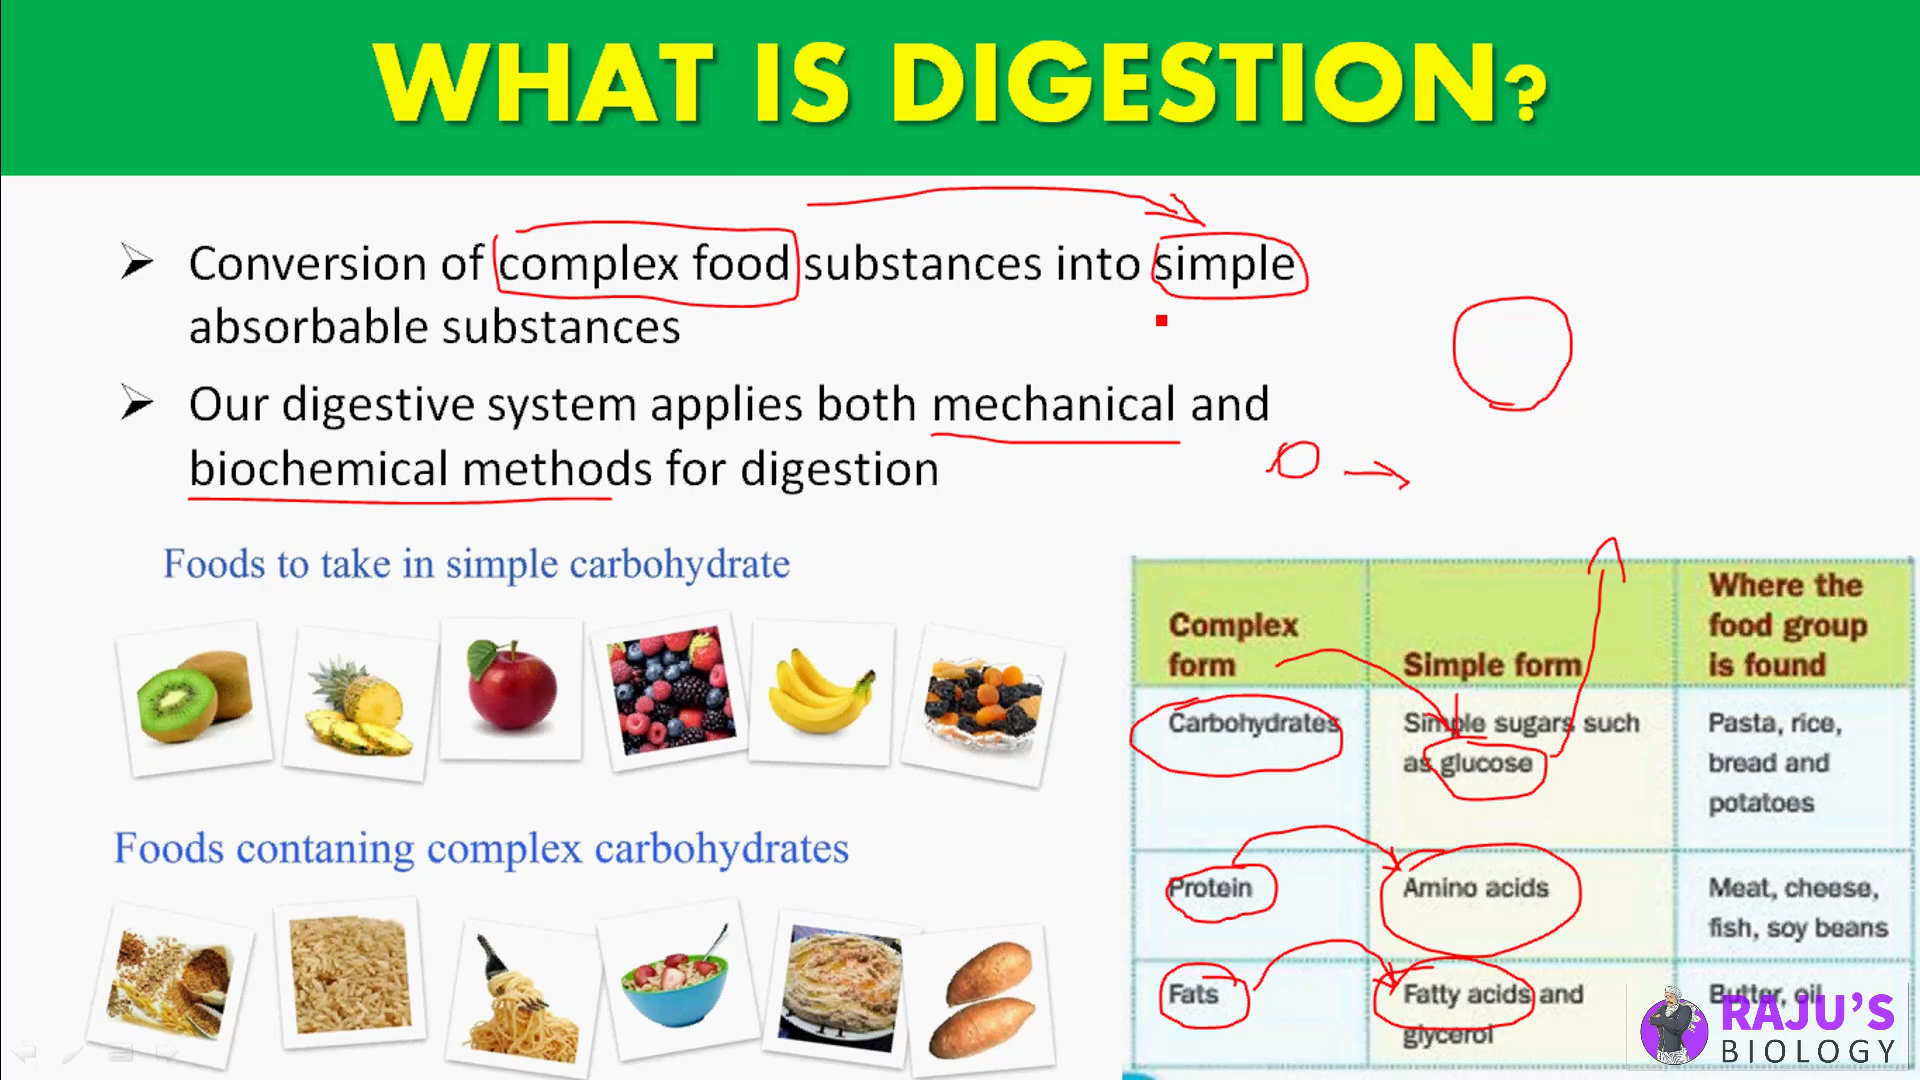 WHAT IS DIGESTION?
Conversion of complex food substances into simple
absorbable substances
Our digestive system applies both mechanical and
biochemical methods for digestion
Foods to take in simple carbohydrate
Foods contaning complex carbohydrates
Complex
form
Simple form
Where the
food group
is found
Carbohydrates
Simple sugars such
as glucose
Pasta, rice,
bread and
potatoes
Protein
Amino acids
Meat, cheese,
fish, soy beans
Fats
Fatty acids and
glycerol
Butter, oil
RAJU'S
BIOLOGY